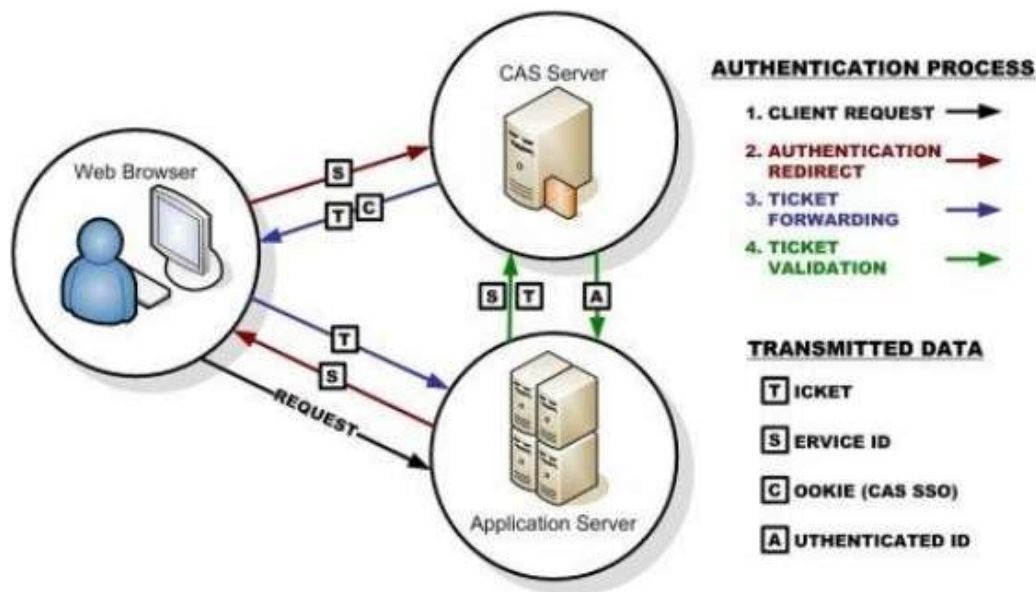 CAS Server
Web Browser
S
T C
S T
A
T
S
REQUEST
Application Server
AUTHENTICATION PROCESS
1. CLIENT REQUEST
2. AUTHENTICATION
REDIRECT
3. TICKET
FORWARDING
4. TICKET
VALIDATION
TRANSMITTED DATA
T ICKET
S ERVICE ID
C OOKIE (CAS SSO)
A UTHENTICATED ID